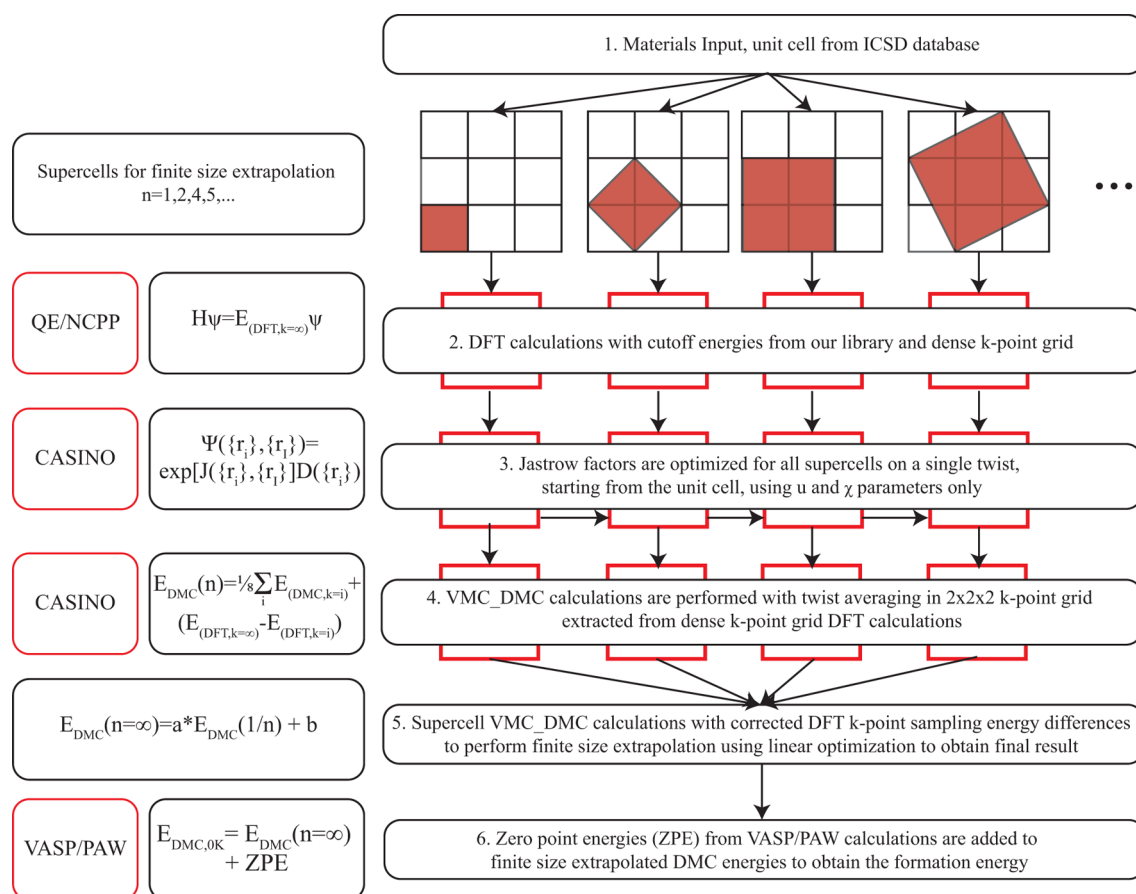 1. Materials Input, unit cell from ICSD database
Supercells for finite size extrapolation
n=1,2,4,5,...
...
QE/NCPP
Hψ=E(DFT,k=∞)ψ
2. DFT calculations with cutoff energies from our library and dense k-point grid
CASINO
Ψ({ri},{rI})=
exp[J({ri},{rI}]D({ri})
3. Jastrow factors are optimized for all supercells on a single twist,
starting from the unit cell, using u and χ parameters only
CASINO
EDMC(n)=⅛∑i E(DMC,k=i)+
(E(DFT,k=∞)-E(DFT,k=i))
4. VMC_DMC calculations are performed with twist averaging in 2x2x2 k-point grid
extracted from dense k-point grid DFT calculations
EDMC(n=∞)=a*EDMC(1/n) + b
5. Supercell VMC_DMC calculations with corrected DFT k-point sampling energy differences
to perform finite size extrapolation using linear optimization to obtain final result
VASP/PAW
EDMC,0K= EDMC(n=∞)
+ ZPE
6. Zero point energies (ZPE) from VASP/PAW calculations are added to
finite size extrapolated DMC energies to obtain the formation energy